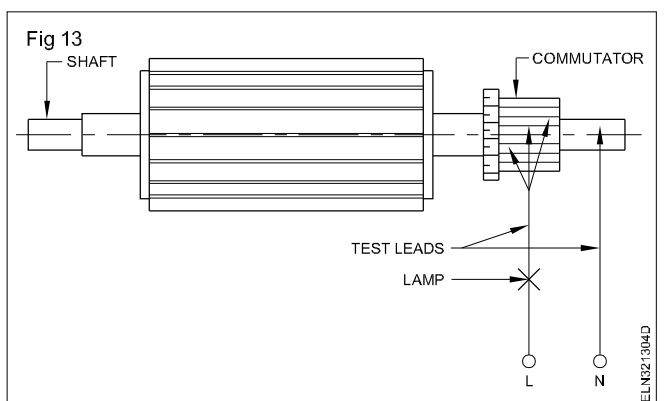 Fig 13
SHAFT
COMMUTATOR
TEST LEADS
LAMP
L
N
ELN321304D